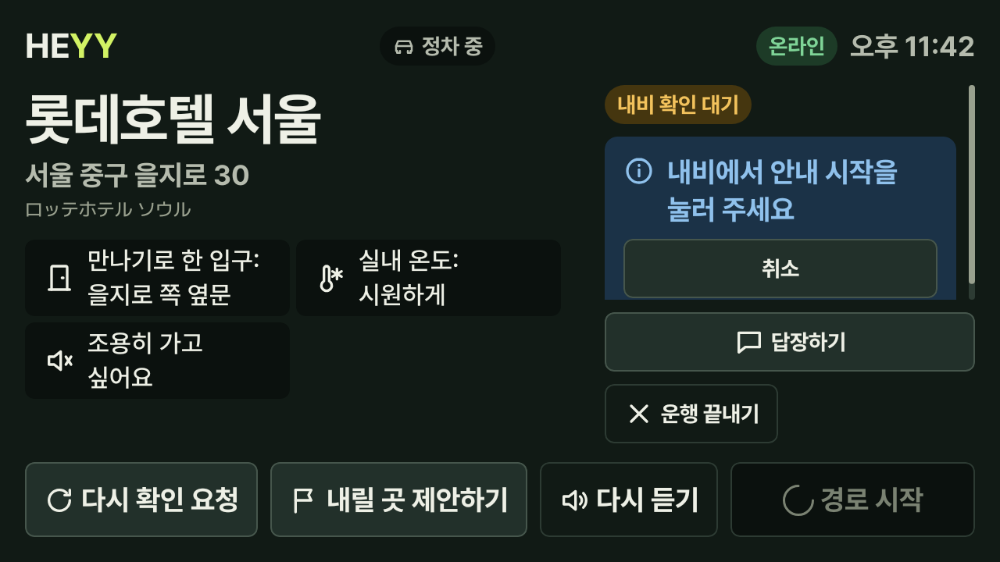 HEYY
정차 중
온라인
오후 11:42
롯데호텔 서울
서울 중구 을지로 30
ロッテホテル ソウル
만나기로 한 입구:
을지로 쪽 옆문
실내 온도:
시원하게
조용히 가고
싶어요
내비 확인 대기
내비에서 안내 시작을
눌러 주세요
취소
답장하기
운행 끝내기
다시 확인 요청
내릴 곳 제안하기
다시 듣기
경로 시작